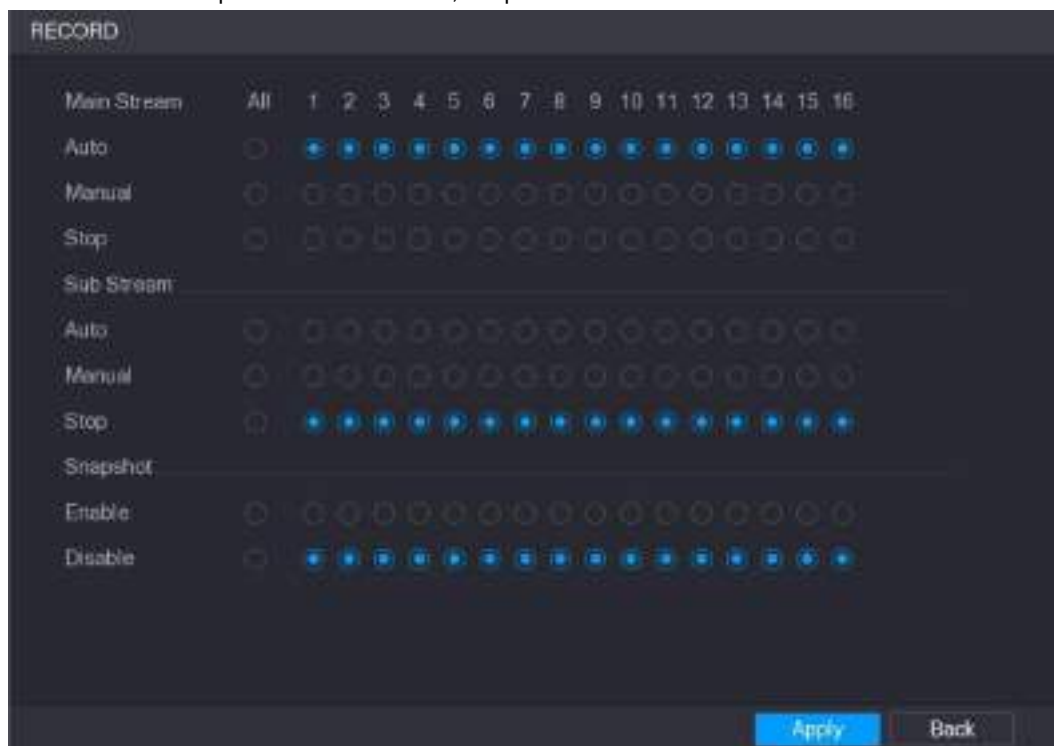 RECORD
Main Stream All 1 2 3 4 5 6 7 8 9 10 11 12 13 14 15 16
Auto
Manual
Stop
Sub Stream
Auto
Manual
Stop
Snapshot
Enable
Disable
Apply Back